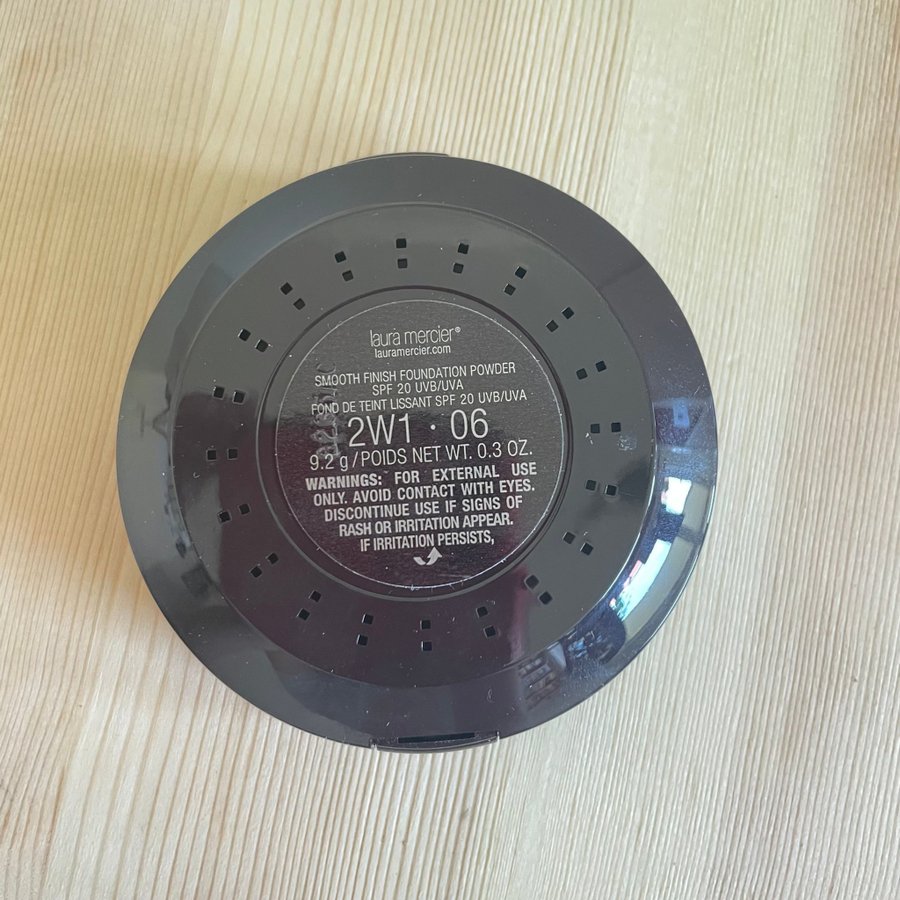 laura mercier®
lauramercier.com
SMOOTH FINISH FOUNDATION POWDER
SPF 20 UVB/UVA
FOND DE TEINT LISSANT SPF 20 UVB/UVA
2W1 · 06
9.2 g/POIDS NET WT. 0.3 OZ.
WARNINGS: FOR EXTERNAL USE
ONLY. AVOID CONTACT WITH EYES.
DISCONTINUE USE IF SIGNS OF
RASH OR IRRITATION APPEAR.
IF IRRITATION PERSISTS,